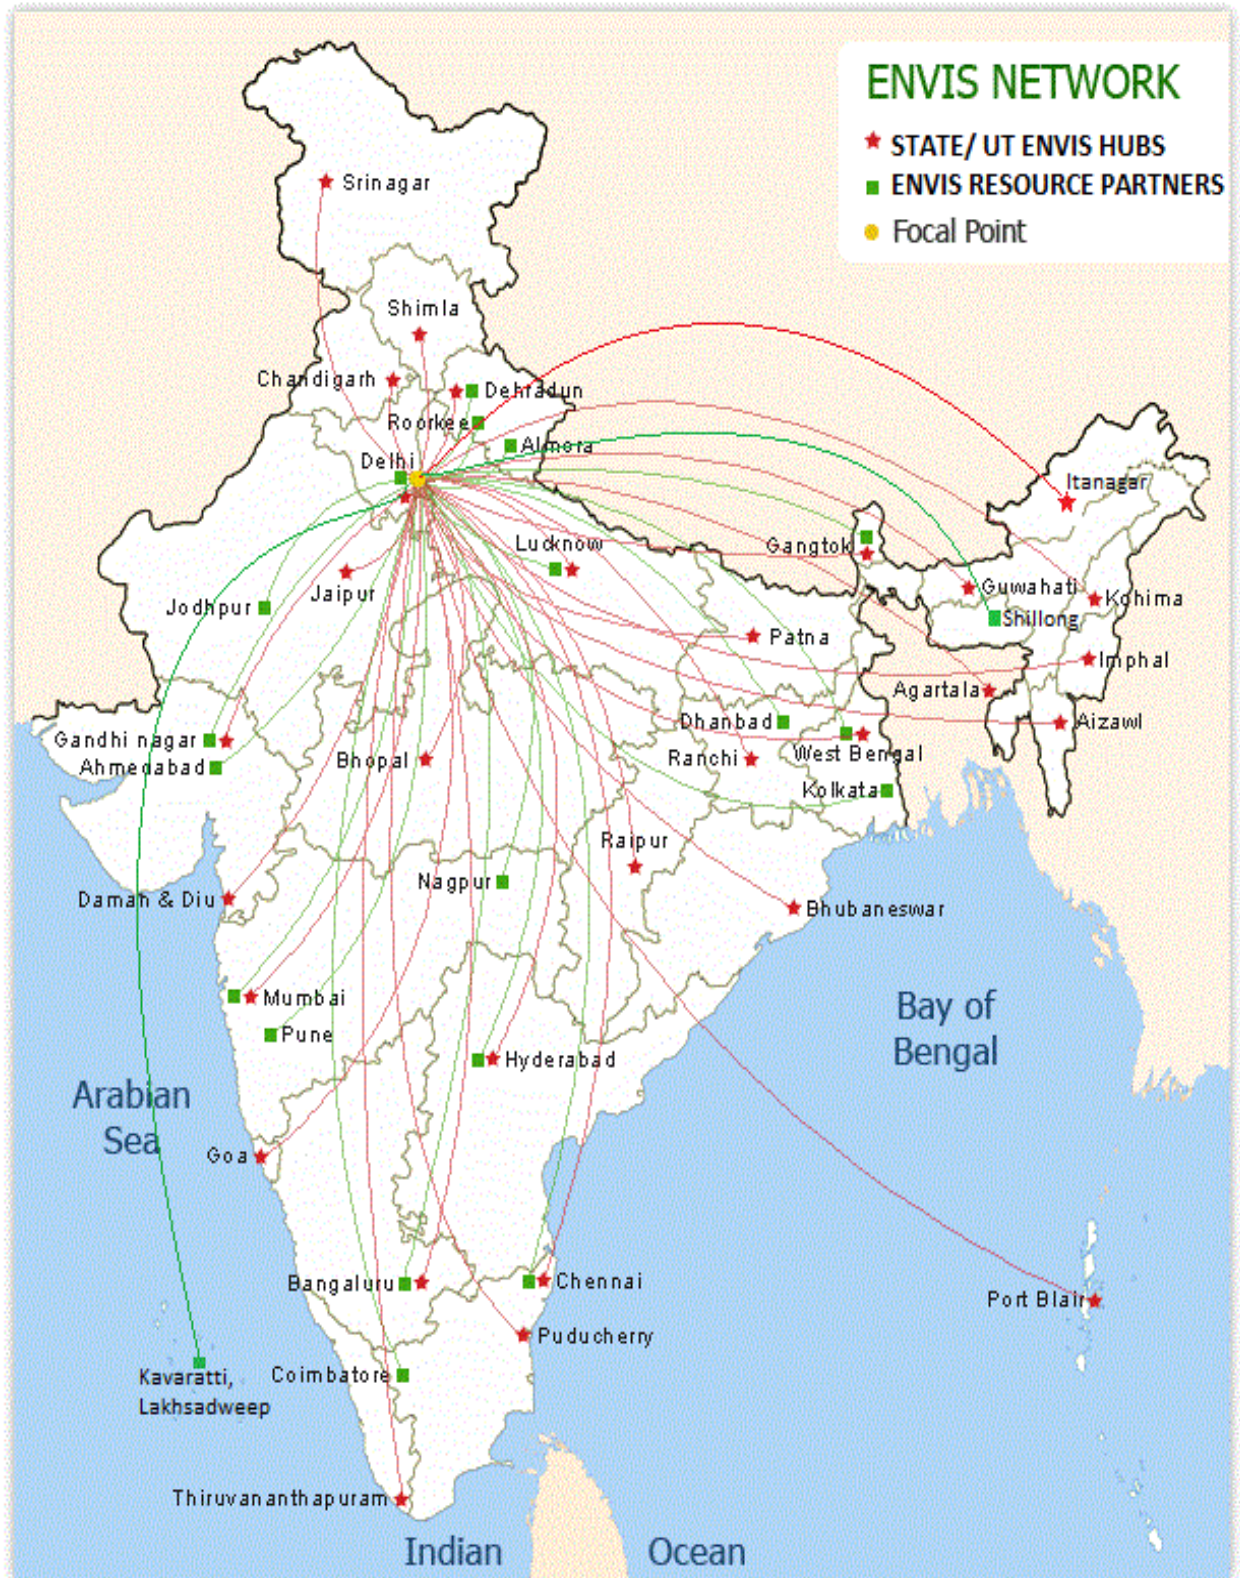 ENVIS NETWORK
STATE/ UT ENVIS HUBS
ENVIS RESOURCE PARTNERS
Focal Point
Srinagar
Shimla
Chandigarh
Dehradun
Roorkee
Almora
Delhi
Itanagar
Lucknow
Gangtok
Guwahati
Kohima
Jaipur
Jodhpur
Shillong
Patna
Imphal
Agartala
Aizawl
Dhanbad
Gandhi nagar
West Bengal
Ahmedabad
Bhopal
Ranchi
Kolkata
Raipur
Nagpur
Daman & Diu
Bhubaneswar
Mumbai
Bay of
Bengal
Pune
Hyderabad
Arabian
Sea
Goa
Bangaluru
Chennai
Port Blair
Puducherry
Kavaratti,
Lakhsadweep
Coimbatore
Thiruvananthapuram
Indian Ocean